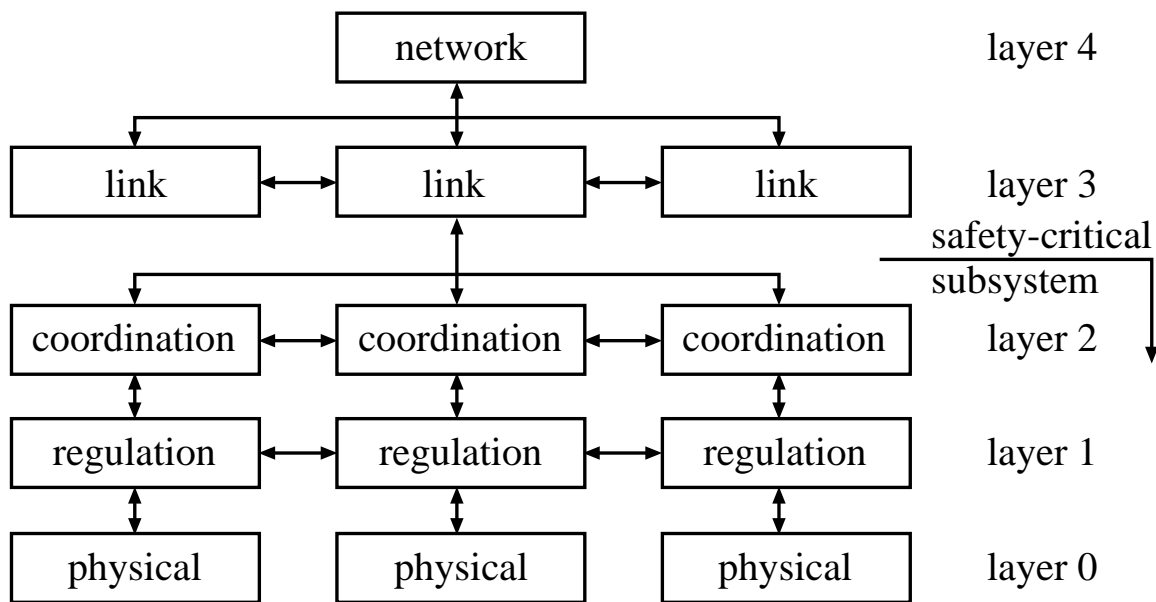 network layer 4
link link link layer 3
safety-critical
subsystem
coordination coordination coordination layer 2
regulation regulation regulation layer 1
physical physical physical layer 0